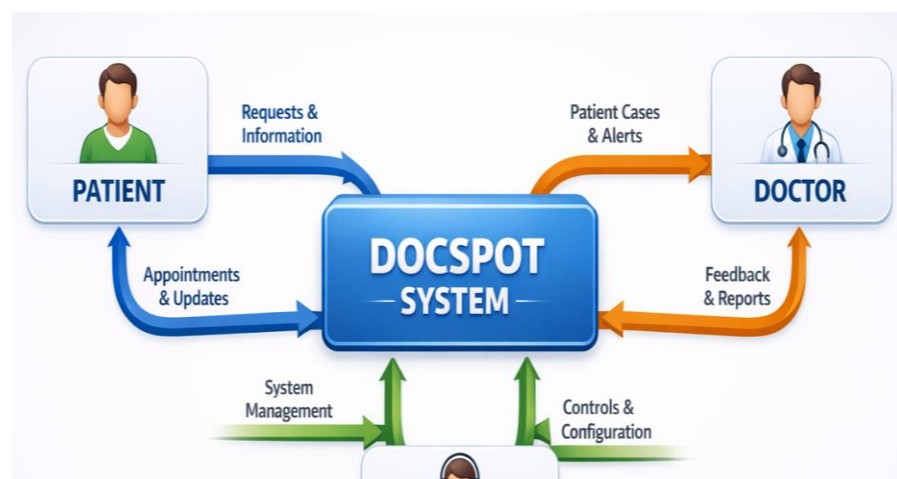 Requests &
Information
Patient Cases
& Alerts
PATIENT
DOCTOR
DOCSPOT
SYSTEM
Appointments
& Updates
Feedback
& Reports
System
Management
Controls &
Configuration